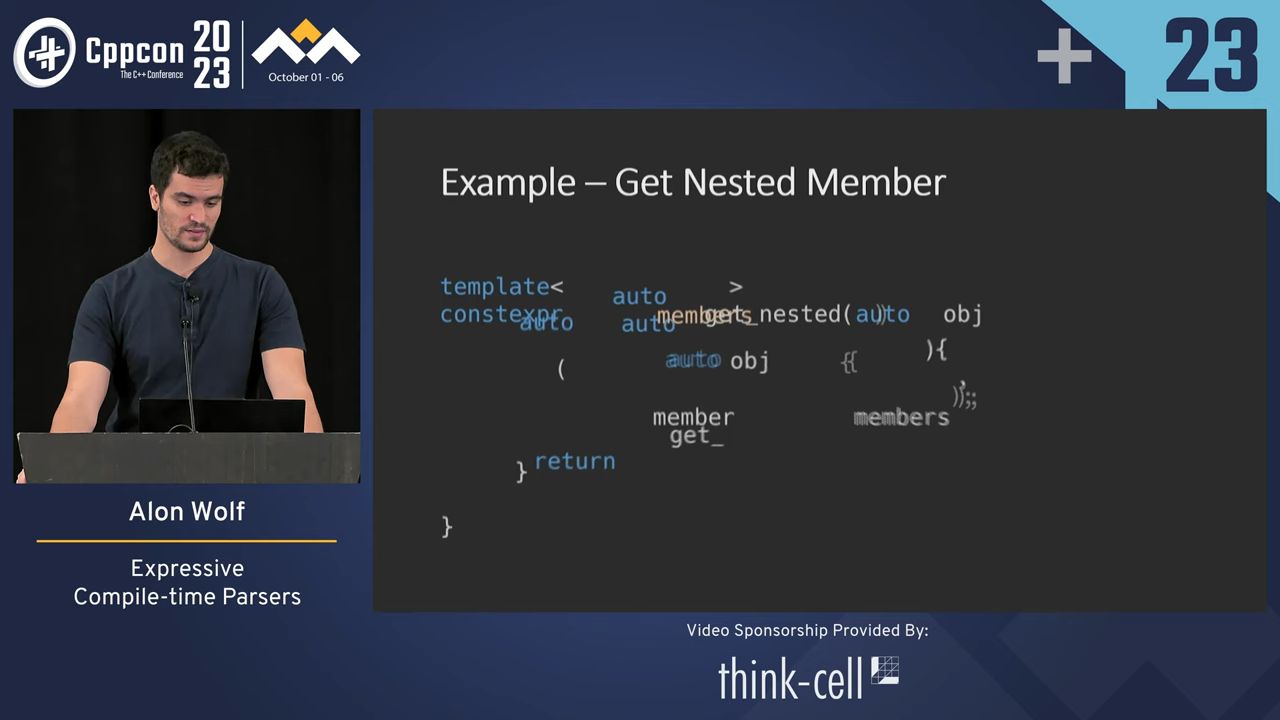 Cppcon
The C++ Conference
20
23
October 01 - 06
+ 23
Example – Get Nested Member
template< auto >
constexpr auto auto members get_nested(auto obj
( auto obj {{ ){
member members ));;
get_
} return
}
Alon Wolf
Expressive
Compile-time Parsers
Video Sponsorship Provided By:
think-cell